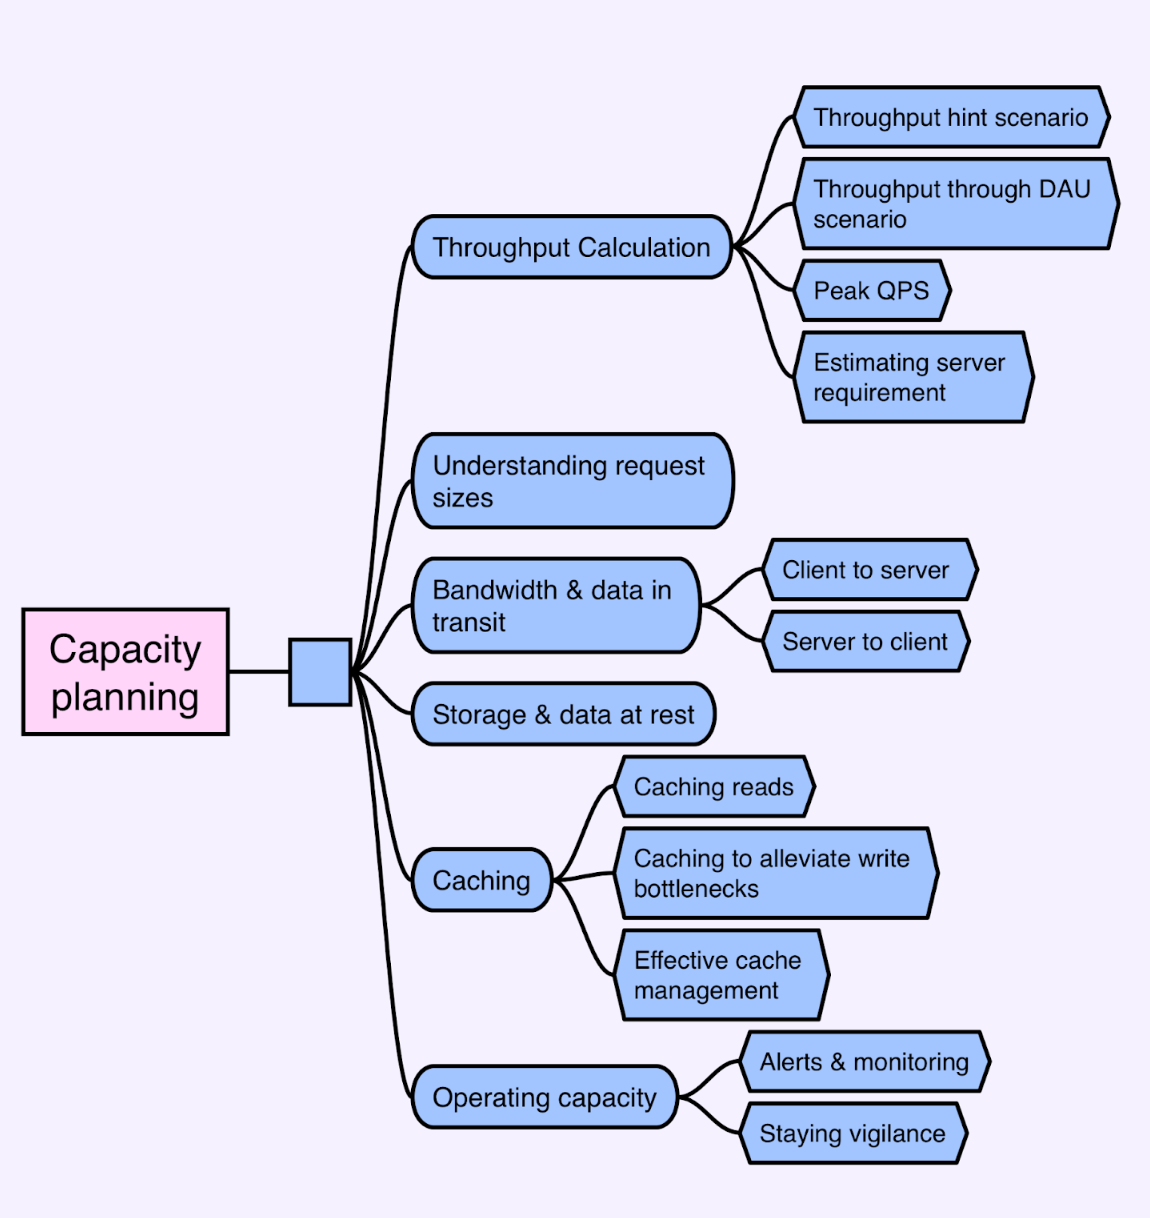 Capacity
planning
Throughput Calculation
Throughput hint scenario
Throughput through DAU
scenario
Peak QPS
Estimating server
requirement
Understanding request
sizes
Bandwidth & data in
transit
Client to server
Server to client
Storage & data at rest
Caching
Caching reads
Caching to alleviate write
bottlenecks
Effective cache
management
Operating capacity
Alerts & monitoring
Staying vigilance